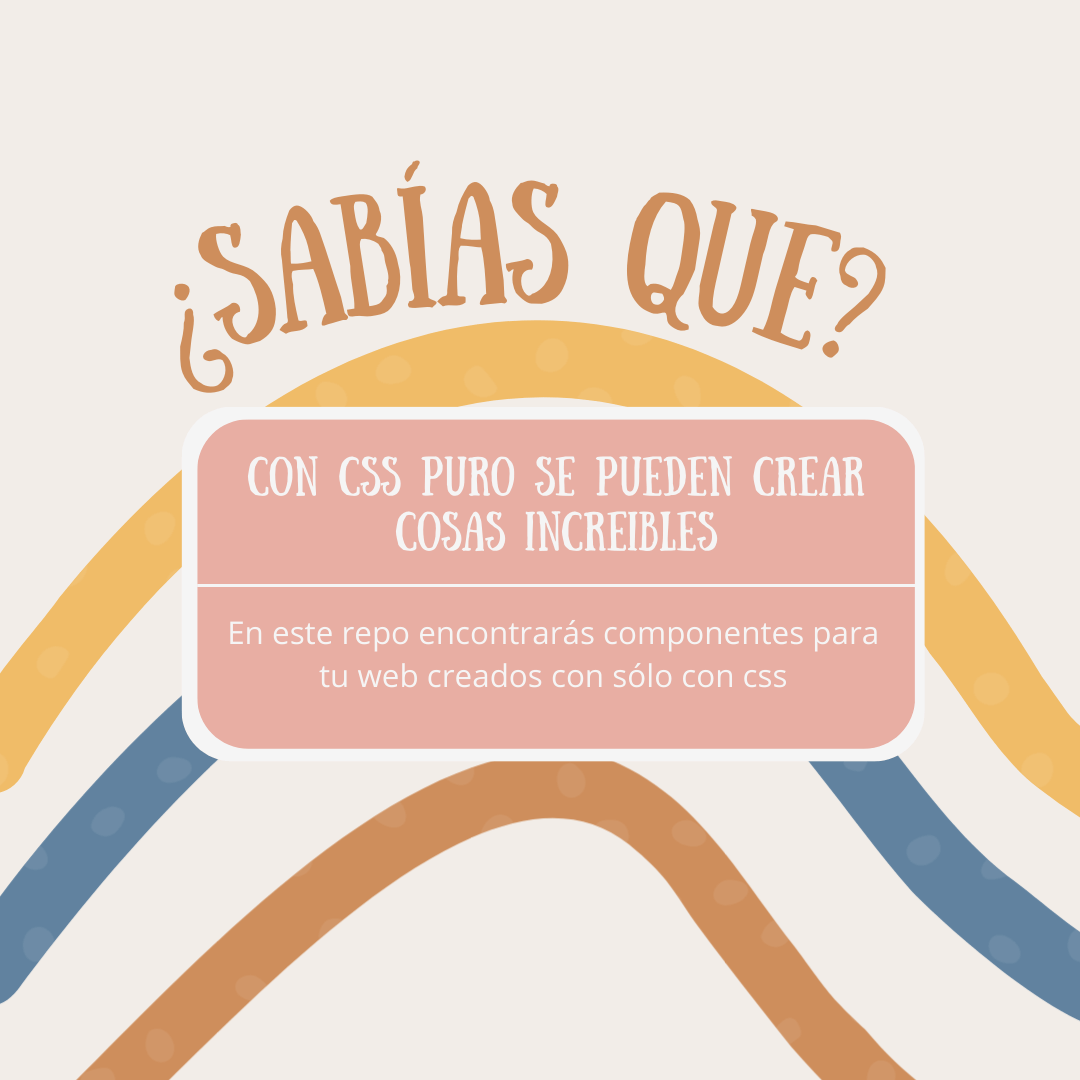 ¿SABÍAS QUE?
CON CSS PURO SE PUEDEN CREAR
COSAS INCREIBLES
En este repo encontrarás componentes para
tu web creados con sólo con css